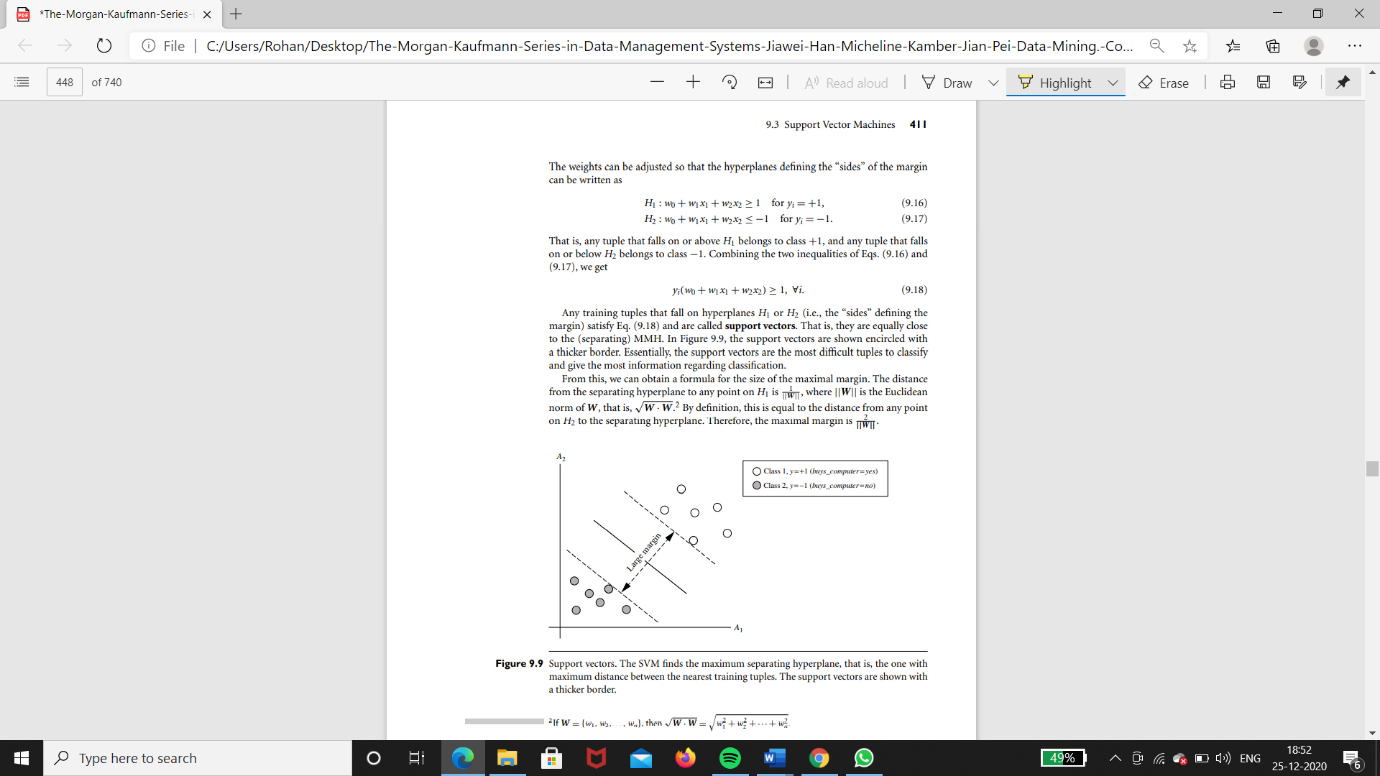 *The-Morgan-Kaufmann-Series-
File | C:/Users/Rohan/Desktop/The-Morgan-Kaufmann-Series-in-Data-Management-Systems-Jiawei-Han-Micheline-Kamber-Jian-Pei-Data-Mining.-Co...
448 of 740 Read aloud Draw Highlight Erase
9.3 Support Vector Machines 411
The weights can be adjusted so that the hyperplanes defining the “sides” of the margin
can be written as
H₁ : w₀ + w₁x₁ + w₂x₂ ≥ 1 for yᵢ = +1, (9.16)
H₂ : w₀ + w₁x₁ + w₂x₂ ≤ −1 for yᵢ = −1. (9.17)
That is, any tuple that falls on or above H₁ belongs to class +1, and any tuple that falls
on or below H₂ belongs to class −1. Combining the two inequalities of Eqs. (9.16) and
(9.17), we get
yᵢ(w₀ + w₁x₁ + w₂x₂) ≥ 1, ∀i. (9.18)
Any training tuples that fall on hyperplanes H₁ or H₂ (i.e., the “sides” defining the
margin) satisfy Eq. (9.18) and are called support vectors. That is, they are equally close
to the (separating) MMH. In Figure 9.9, the support vectors are shown encircled with
a thicker border. Essentially, the support vectors are the most difficult tuples to classify
and give the most information regarding classification.
From this, we can obtain a formula for the size of the maximal margin. The distance
from the separating hyperplane to any point on H₁ is 1/||W||, where ||W|| is the Euclidean
norm of W, that is, √W · W.² By definition, this is equal to the distance from any point
on H₂ to the separating hyperplane. Therefore, the maximal margin is 2/||W||.
A₂
Class 1, y=+1 (buys_computer=yes)
Class 2, y=−1 (buys_computer=no)
Large margin
A₁
Figure 9.9 Support vectors. The SVM finds the maximum separating hyperplane, that is, the one with
maximum distance between the nearest training tuples. The support vectors are shown with
a thicker border.
²If W = {w₁, w₂, . . . , wₙ}, then √W · W = √w₁² + w₂² + ··· + wₙ²
Type here to search
49%
ENG
18:52
25-12-2020
6